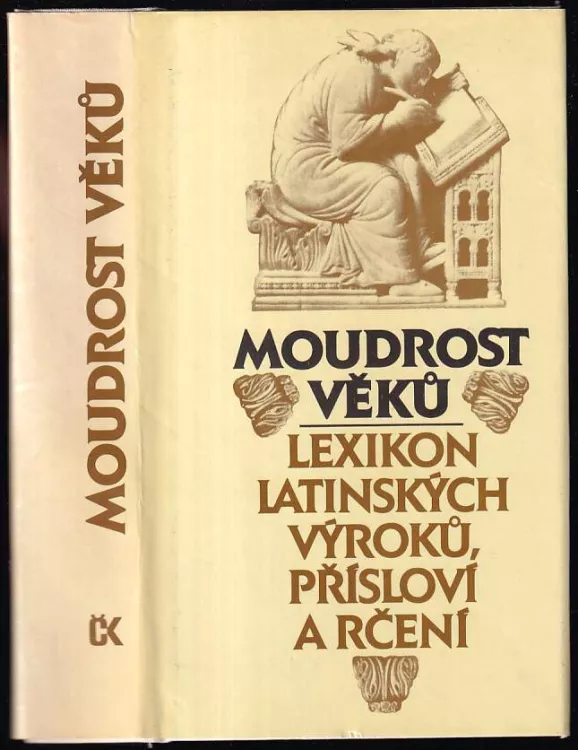 MOUDROST VĚKŮ
ČK
MOUDROST
VĚKŮ
LEXIKON
LATINSKÝCH
VÝROKŮ,
PŘÍSLOVÍ
A RČENÍ